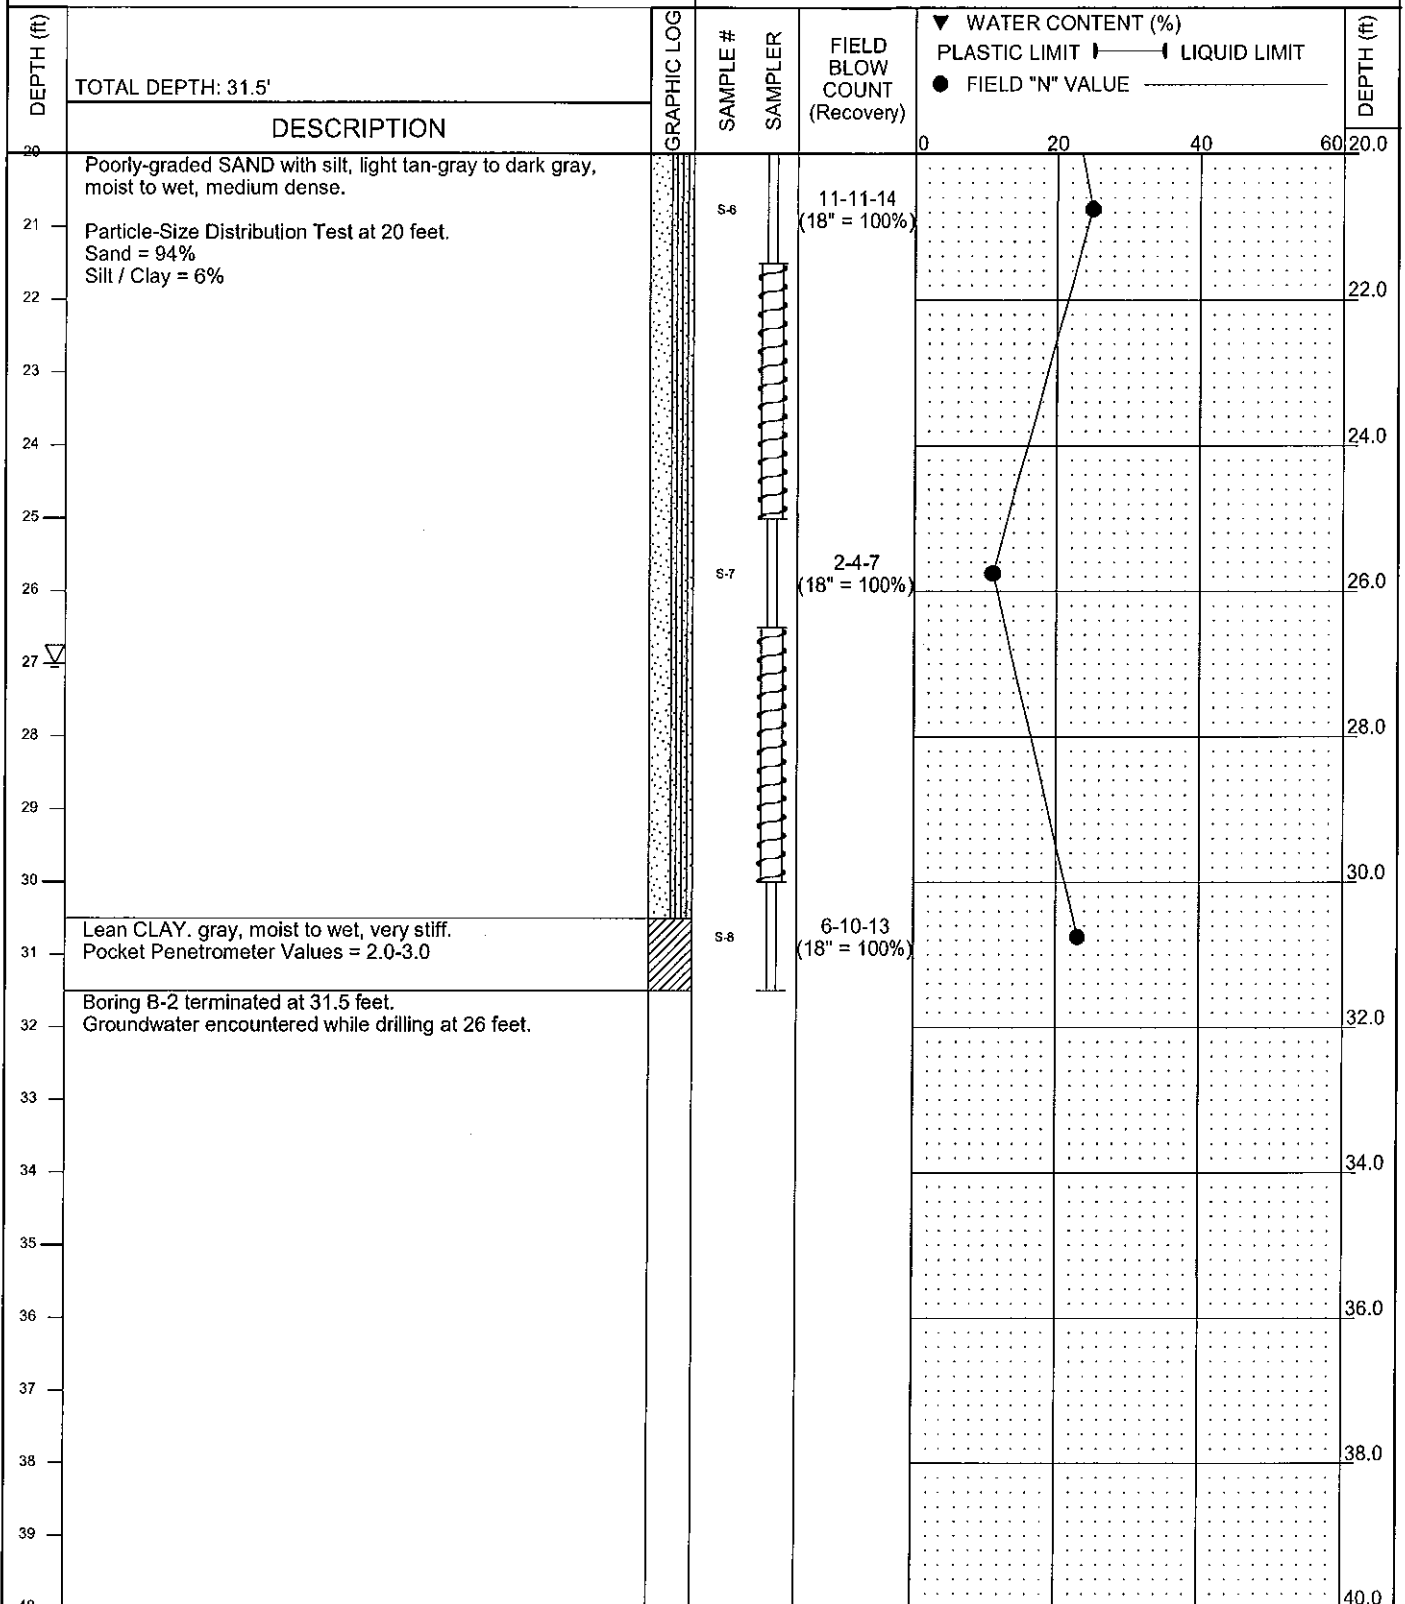 DEPTH (ft)
TOTAL DEPTH: 31.5'
DESCRIPTION
GRAPHIC LOG
SAMPLE #
SAMPLER
FIELD
BLOW
COUNT
(Recovery)
▼ WATER CONTENT (%)
PLASTIC LIMIT LIQUID LIMIT
● FIELD "N" VALUE
0 20 40 60
DEPTH (ft)
20.0
20
Poorly-graded SAND with silt, light tan-gray to dark gray,
moist to wet, medium dense.
S-6
11-11-14
(18" = 100%)
21
Particle-Size Distribution Test at 20 feet.
Sand = 94%
Silt / Clay = 6%
22
22.0
23
24
24.0
25
S-7
2-4-7
(18" = 100%)
26
26.0
27
28
28.0
29
30
30.0
Lean CLAY. gray, moist to wet, very stiff.
Pocket Penetrometer Values = 2.0-3.0
S-8
6-10-13
(18" = 100%)
31
Boring B-2 terminated at 31.5 feet.
Groundwater encountered while drilling at 26 feet.
32
32.0
33
34
34.0
35
36
36.0
37
38
38.0
39
40
40.0